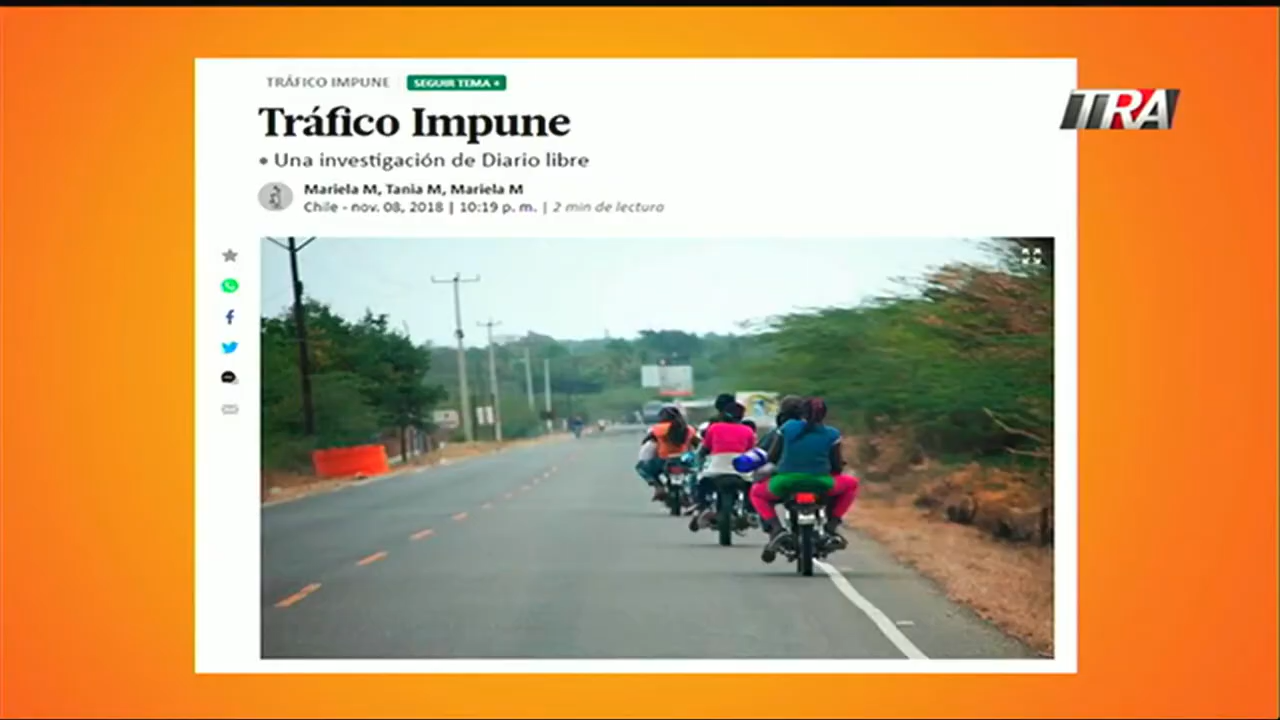 TRÁFICO IMPUNE SEGUIR TEMA +
TRA
Tráfico Impune
• Una investigación de Diario libre
Mariela M, Tania M, Mariela M
Chile - nov. 08, 2018 | 10:19 p. m. | 2 min de lectura